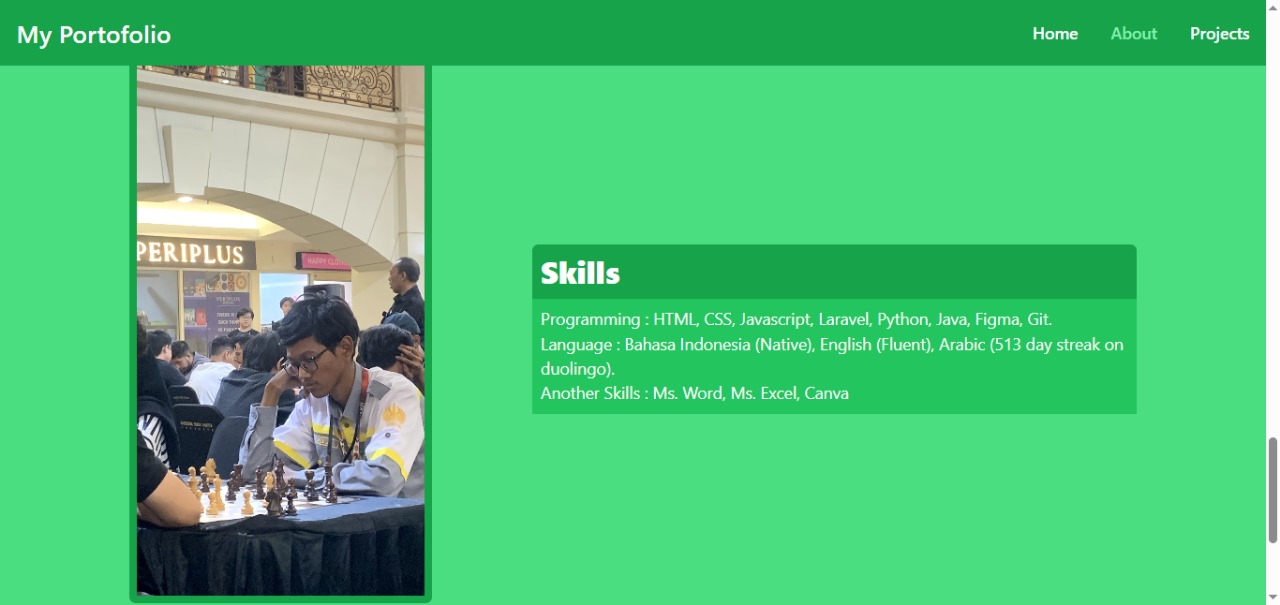 My Portofolio
Home
About
Projects
PERIPLUS
HAPPY CLOTH
Skills
Programming : HTML, CSS, Javascript, Laravel, Python, Java, Figma, Git.
Language : Bahasa Indonesia (Native), English (Fluent), Arabic (513 day streak on
duolingo).
Another Skills : Ms. Word, Ms. Excel, Canva